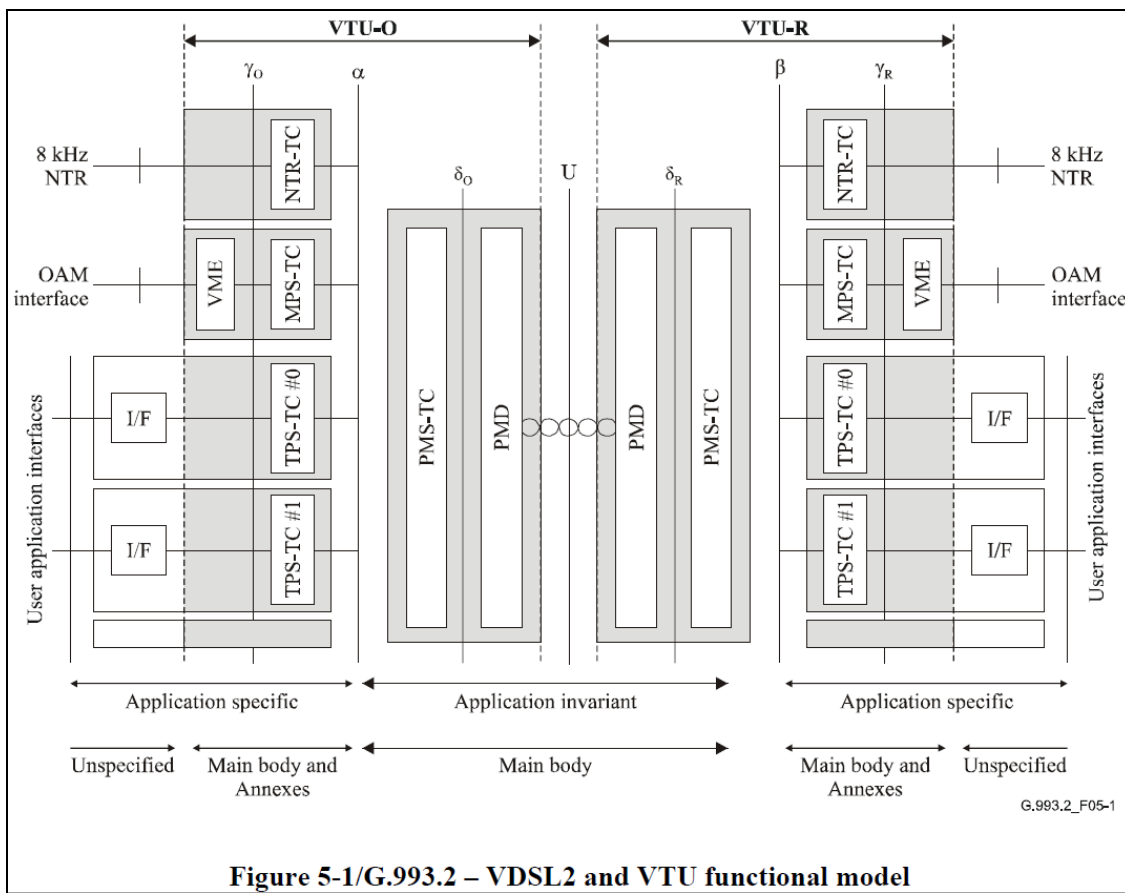 VTU-O
VTU-R
γO
α
β
γR
8 kHz
NTR
NTR-TC
δO
U
δR
NTR-TC
8 kHz
NTR
OAM
interface
VME
MPS-TC
MPS-TC
VME
OAM
interface
User application interfaces
I/F
TPS-TC #0
PMS-TC
PMD
PMD
PMS-TC
TPS-TC #0
I/F
User application interfaces
I/F
TPS-TC #1
TPS-TC #1
I/F
Application specific
Application invariant
Application specific
Unspecified
Main body and
Annexes
Main body
Main body and
Annexes
Unspecified
G.993.2_F05-1
Figure 5-1/G.993.2 – VDSL2 and VTU functional model